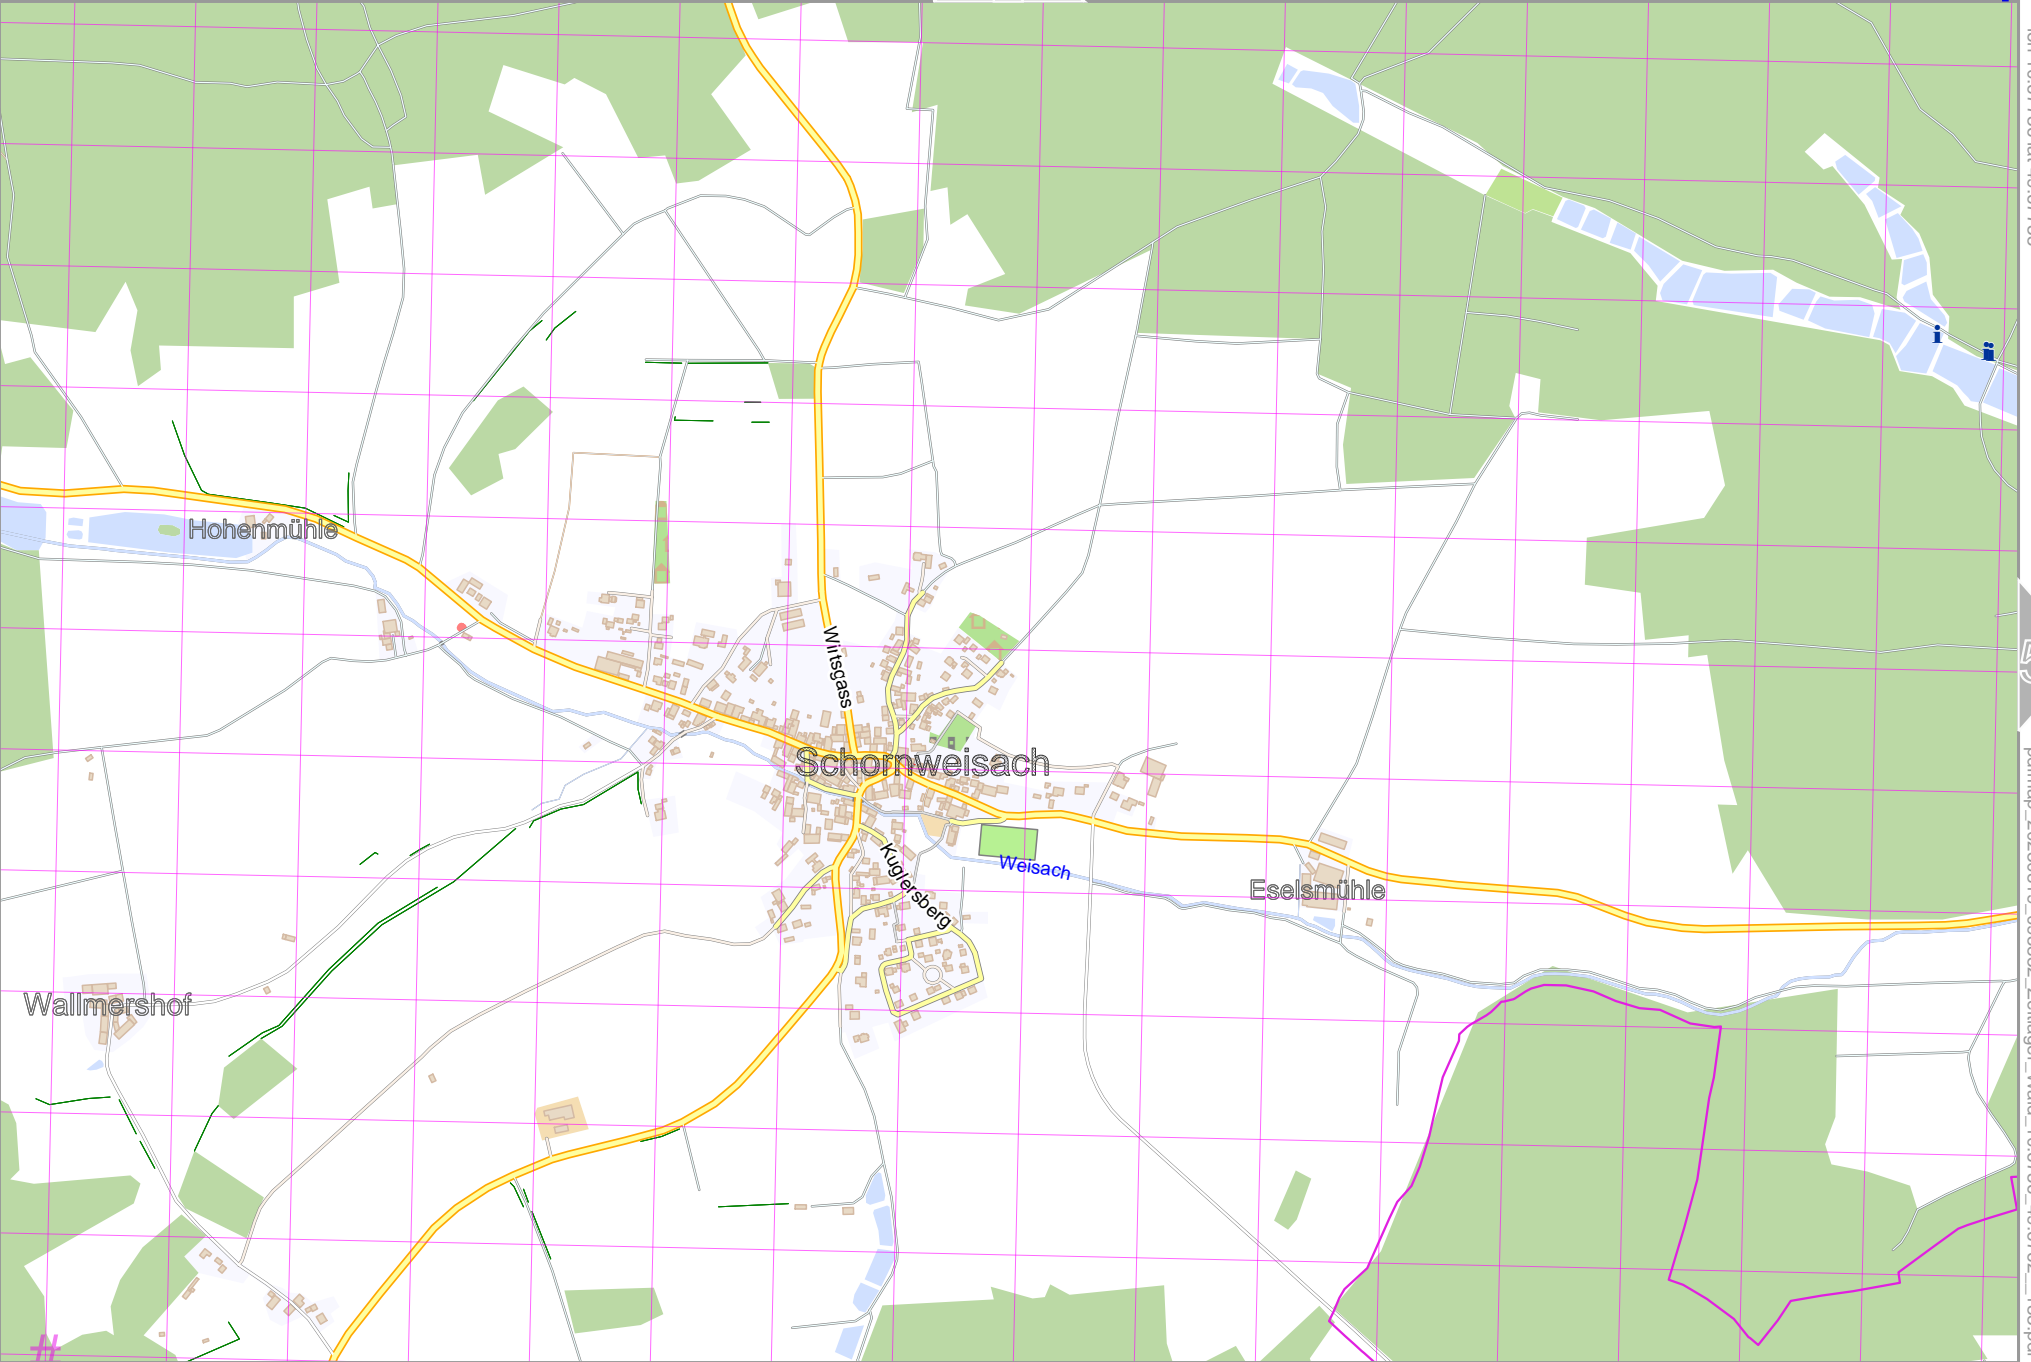 i
i
Hohenmühle
Wirtsgass
Schornweisach
Kuglersberg
Weisach
Eselsmühle
Wallmershof
#